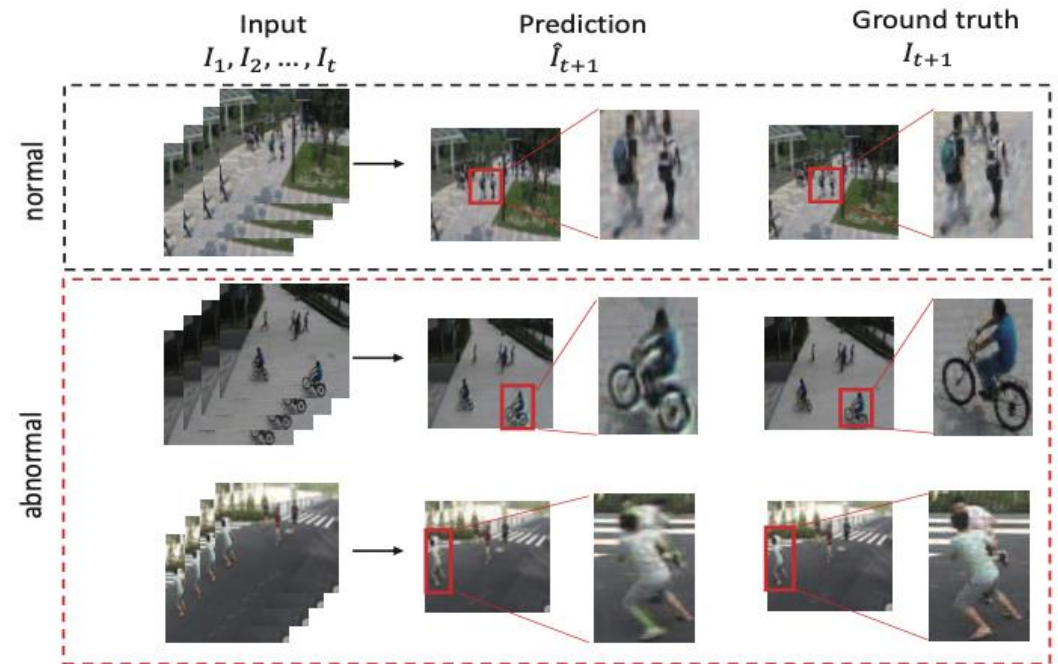 Input
I₁, I₂, …, Iₜ
Prediction
Îₜ₊₁
Ground truth
Iₜ₊₁
normal
abnormal